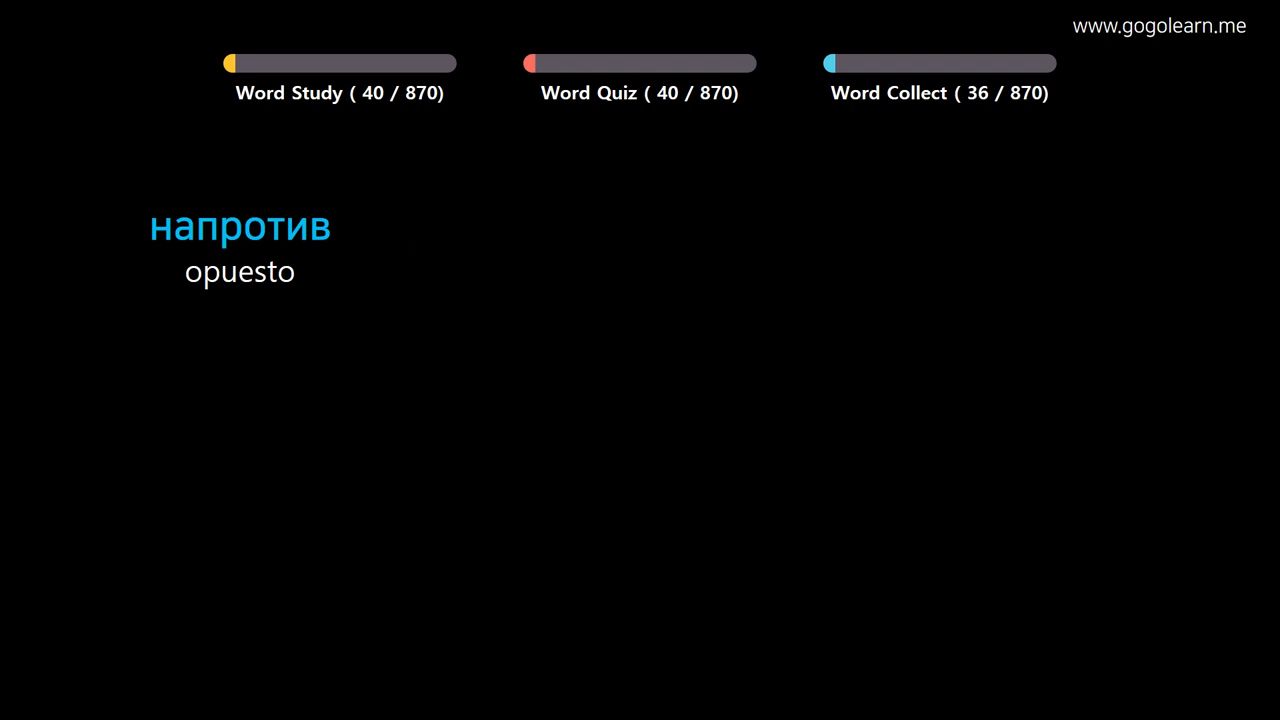 www.gogolearn.me
Word Study ( 40 / 870)
Word Quiz ( 40 / 870)
Word Collect ( 36 / 870)
напротив
opuesto